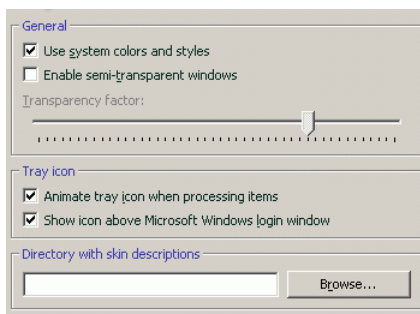 General
Use system colors and styles
Enable semi-transparent windows
Transparency factor:
Tray icon
Animate tray icon when processing items
Show icon above Microsoft Windows login window
Directory with skin descriptions
Browse...